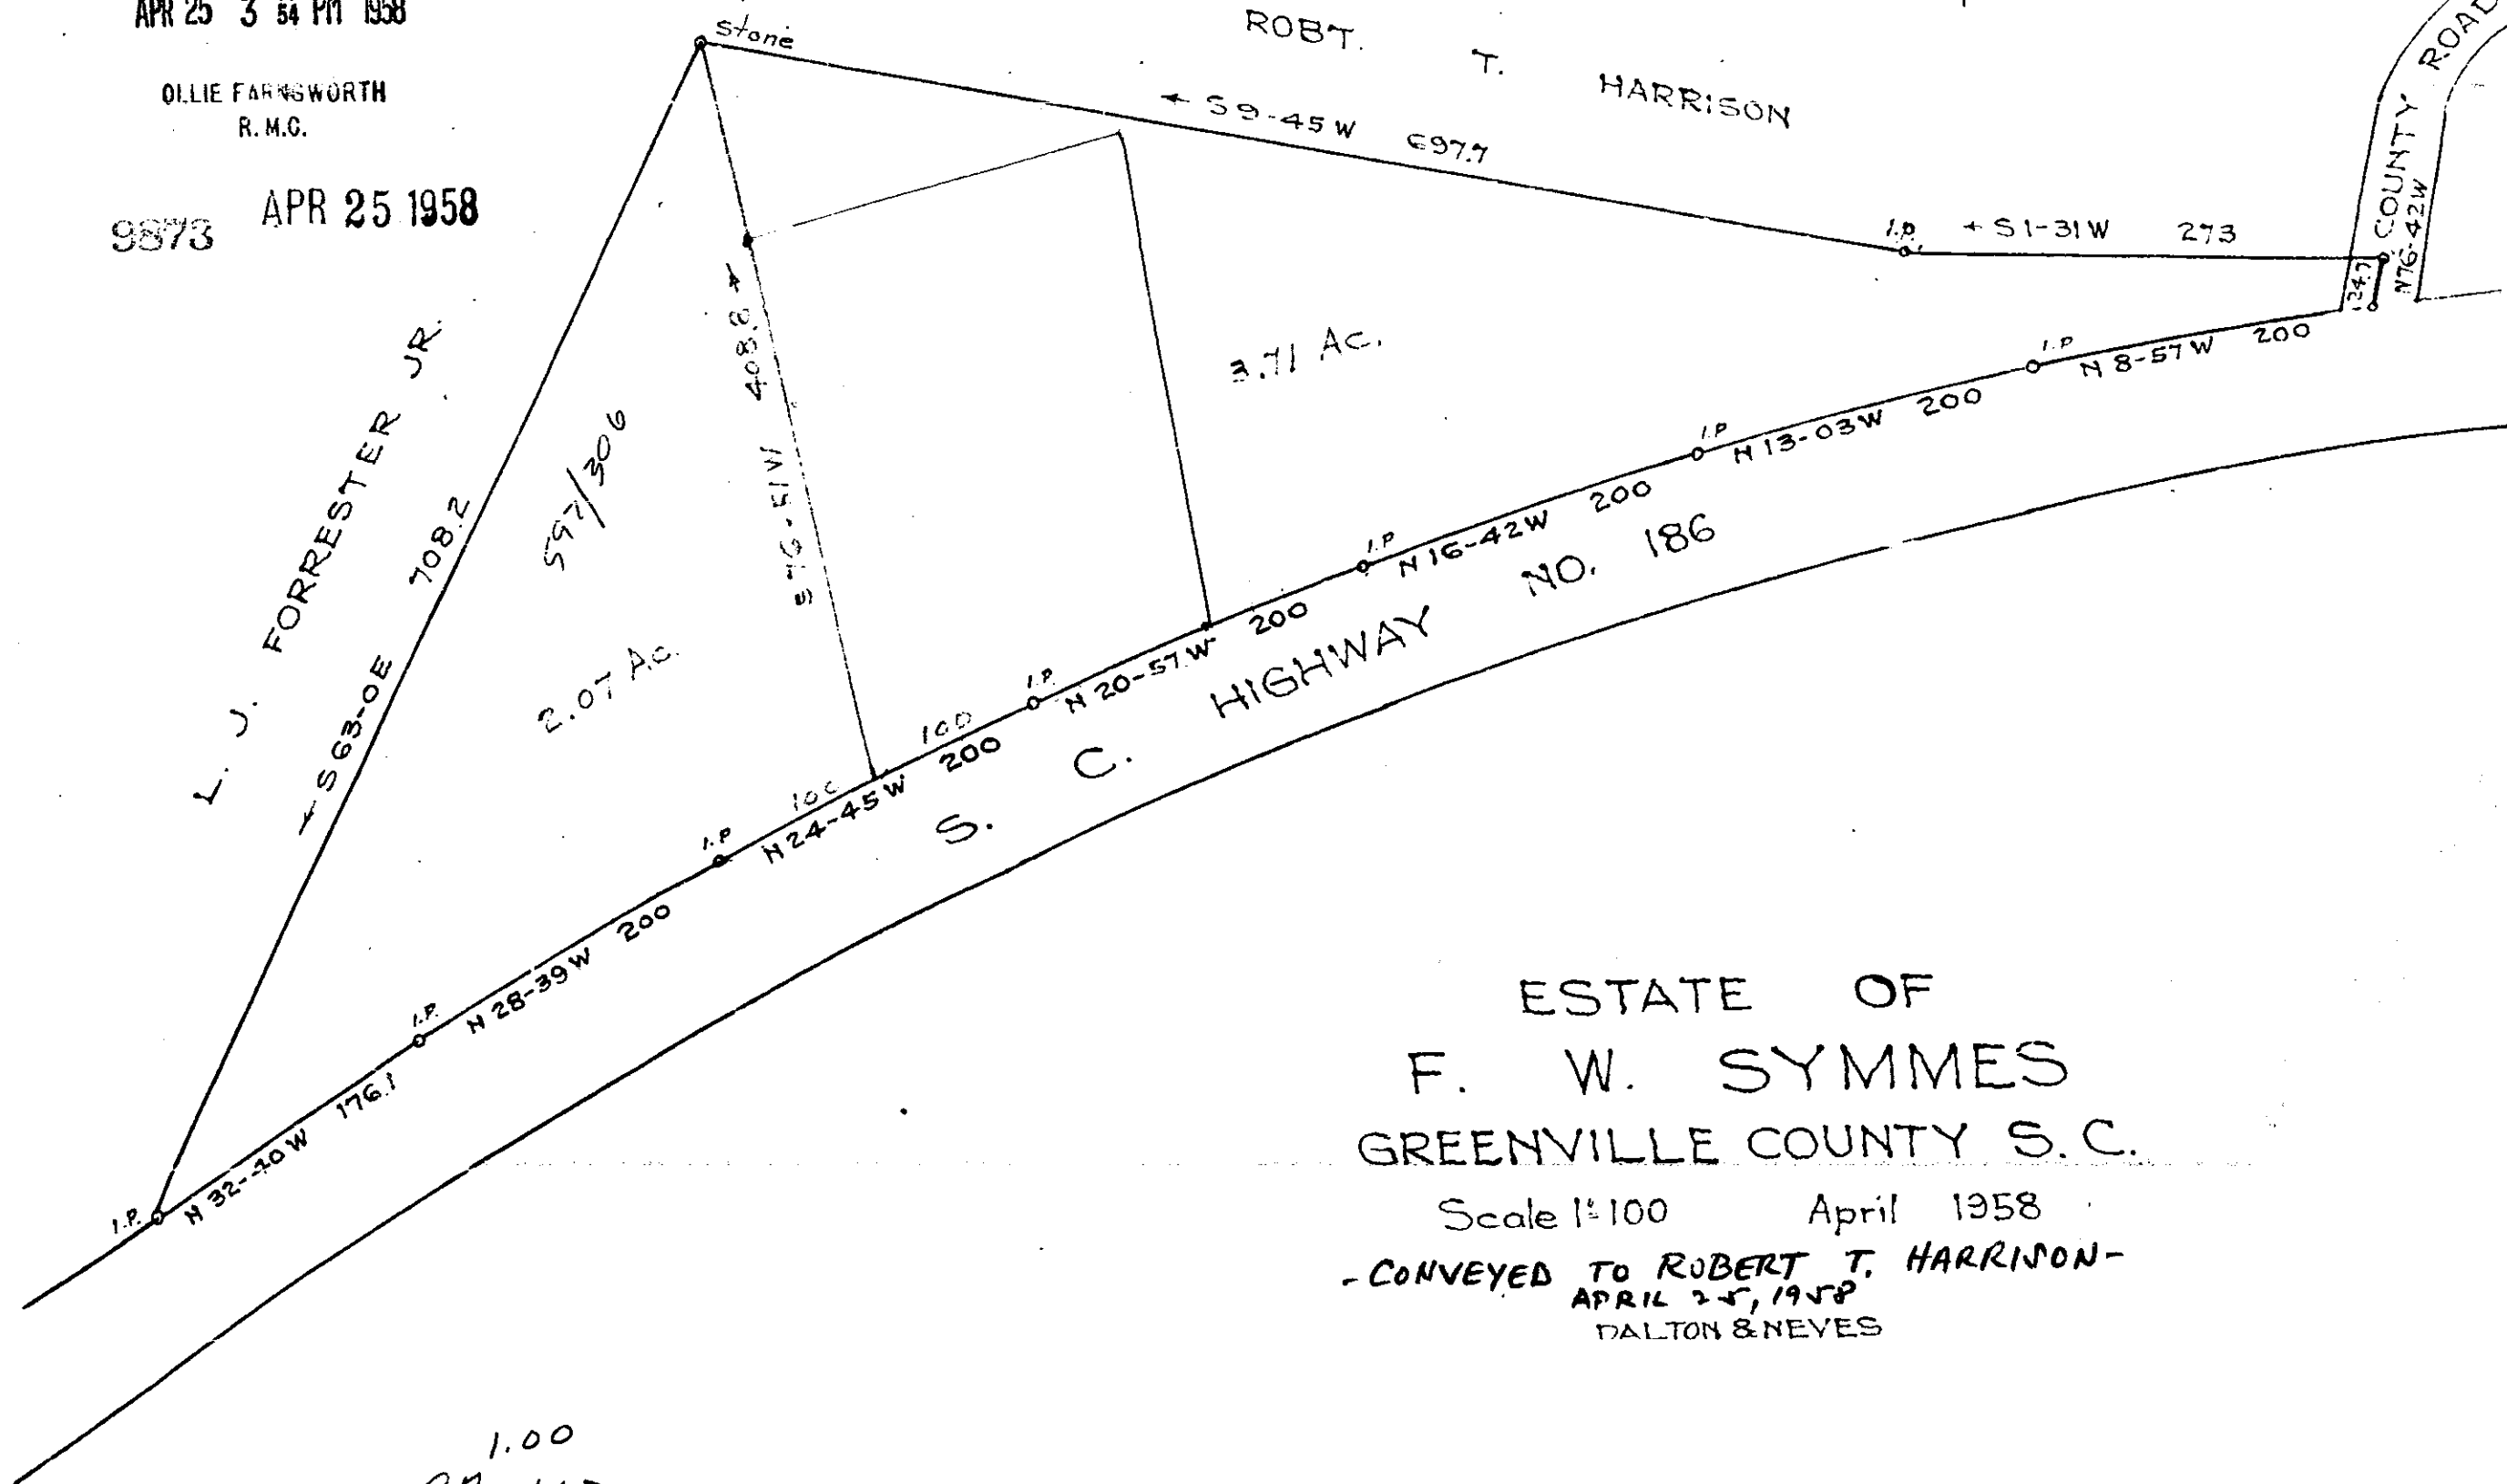 APR 25 3 54 PM 1958
OLLIE FARNSWORTH
R. M.C.
APR 25 1958
9873
Stone
ROBT. T. HARRISON
← S 9-45 W 697.7
I.P. ← S 1-31 W 273
COUNTY ROAD
N 76-42 W
24.7
L. J. FORRESTER JR.
← S 63-0 E 708.2
597/306
408.2
S 76-51 W
3.71 Ac.
2.07 Ac.
I.P
N 8-57 W 200
I.P
N 13-03 W 200
I.P
N 16-42 W 200
I.P
N 20-57 W 200
100
I.P
N 24-45 W 200
100
I.P.
N 28-39 W 200
I.P.
176.1
S. C. HIGHWAY NO. 186
ESTATE OF
F. W. SYMMES
GREENVILLE COUNTY S. C.
Scale 1"=100 April 1958
- CONVEYED TO ROBERT T. HARRISON -
APRIL 25, 1958
DALTON & NEVES
1.00